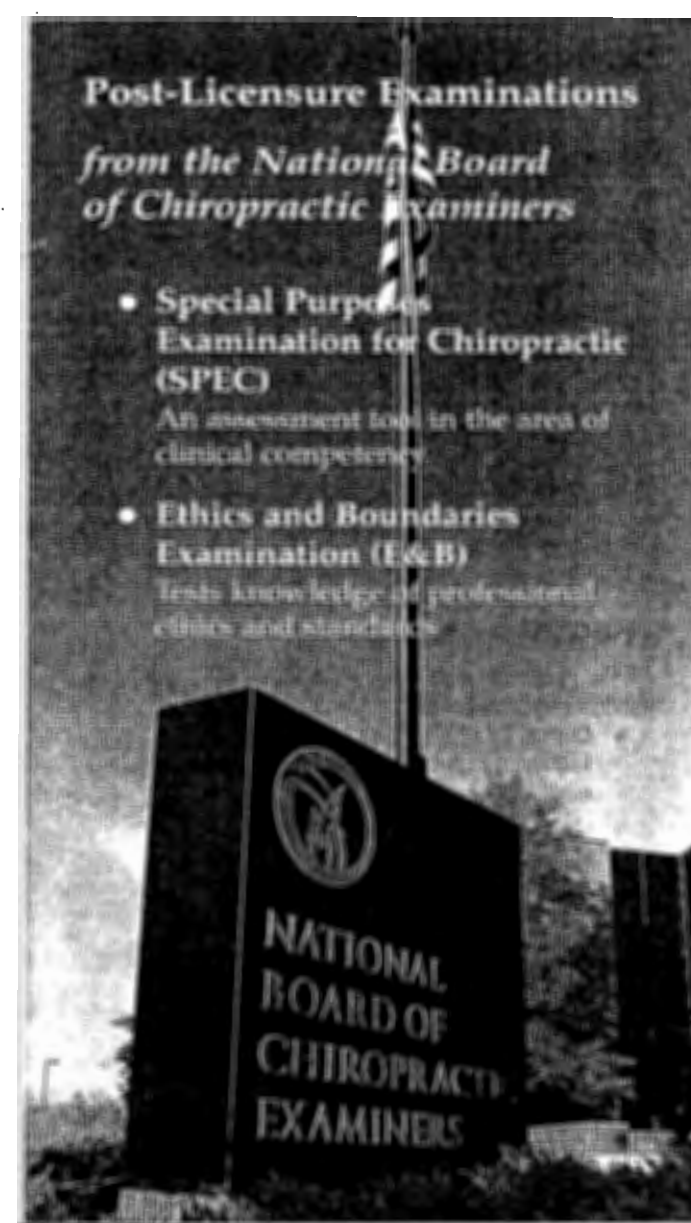 Post-Licensure Examinations
from the National Board
of Chiropractic Examiners
• Special Purposes
Examination for Chiropractic
(SPEC)
An assessment tool in the area of
clinical competency
• Ethics and Boundaries
Examination (E&B)
Tests knowledge of professional
ethics and standards
NATIONAL
BOARD OF
CHIROPRACTIC
EXAMINERS